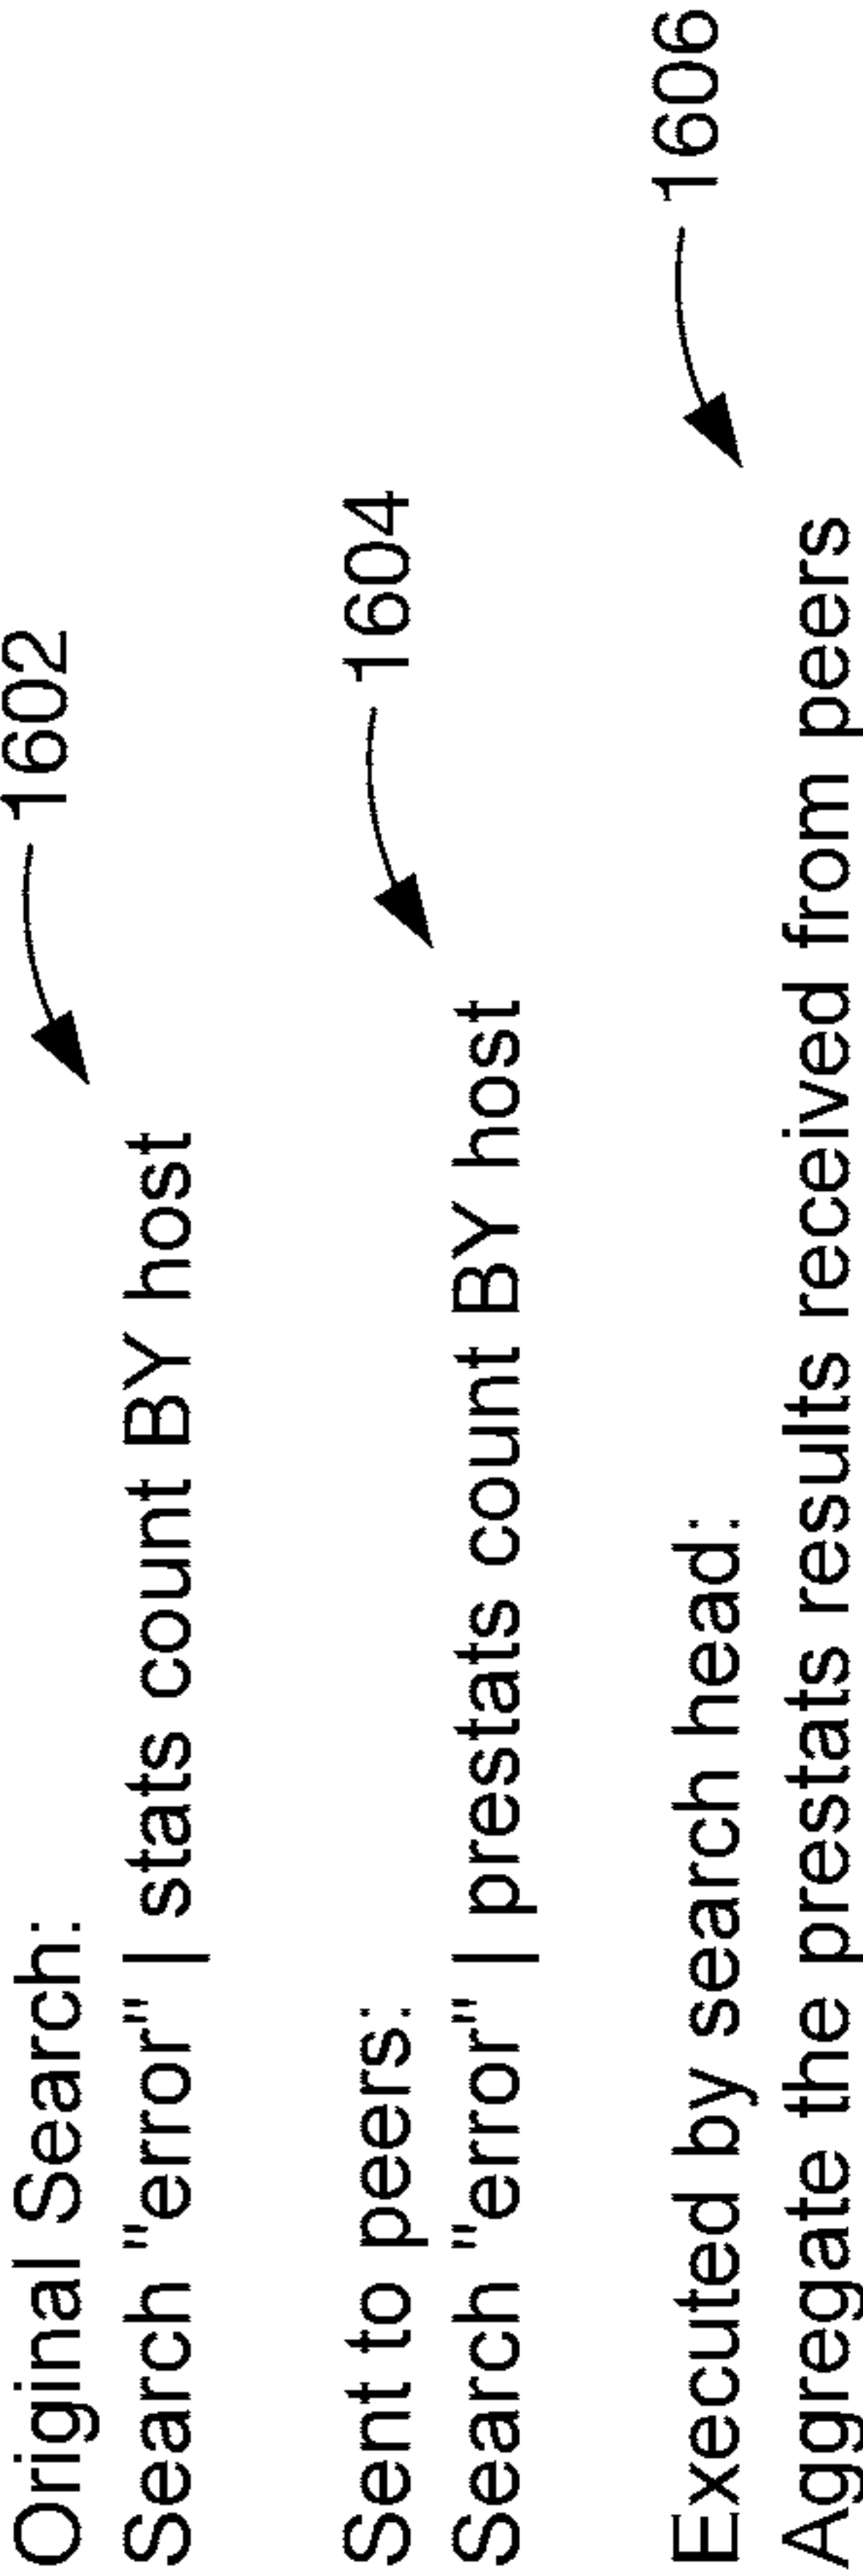 Original Search:
1602
Search "error" | stats count BY host
Sent to peers:
1604
Search "error" | prestats count BY host
Executed by search head:
1606
Aggregate the prestats results received from peers